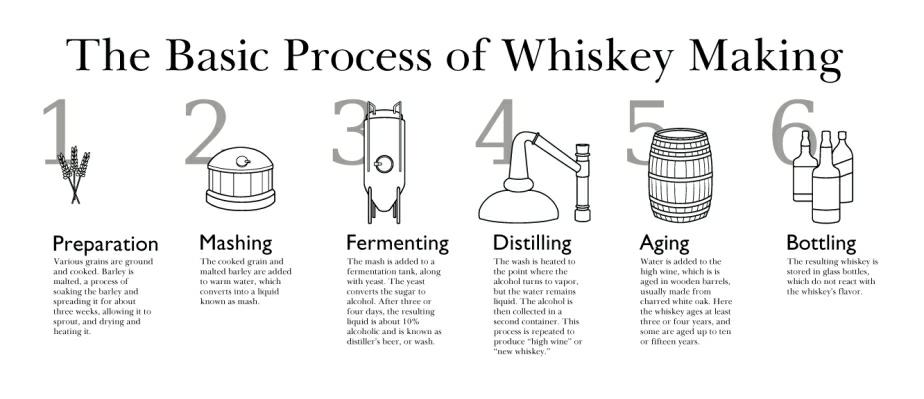 The Basic Process of Whiskey Making
1
2
3
4
5
6
Preparation
Various grains are ground
and cooked. Barley is
malted, a process of
soaking the barley and
spreading it for about
three weeks, allowing it to
sprout, and drying and
heating it.
Mashing
The cooked grain and
malted barley are added
to warm water, which
converts into a liquid
known as mash.
Fermenting
The mash is added to a
fermentation tank, along
with yeast. The yeast
converts the sugar to
alcohol. After three or
four days, the resulting
liquid is about 10%
alcoholic and is known as
distiller's beer, or wash.
Distilling
The wash is heated to
the point where the
alcohol turns to vapor,
but the water remains
liquid. The alcohol is
then collected in a
second container. This
process is repeated to
produce “high wine” or
“new whiskey.”
Aging
Water is added to the
high wine, which is is
aged in wooden barrels,
usually made from
charred white oak. Here
the whiskey ages at least
three or four years, and
some are aged up to ten
or fifteen years.
Bottling
The resulting whiskey is
stored in glass bottles,
which do not react with
the whiskey's flavor.